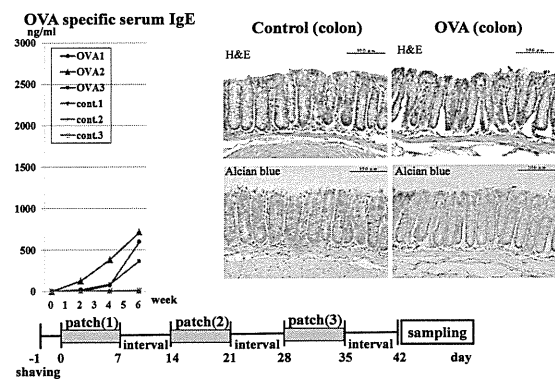 OVA specific serum IgE
ng/ml
3000
2500
2000
1500
1000
500
0
OVA1
OVA2
OVA3
cont.1
cont.2
cont.3
0 1 2 3 4 5 6 week
Control (colon)
OVA (colon)
H&E
H&E
Alcian blue
Alcian blue
patch(1)
patch(2)
patch(3)
interval
interval
interval
sampling
-1 0 7 14 21 28 35 42 day
shaving